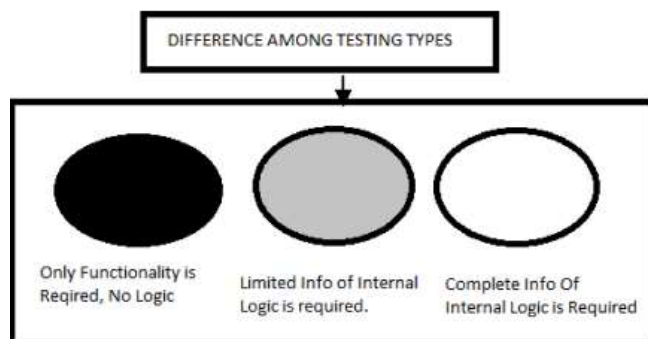 DIFFERENCE AMONG TESTING TYPES
Only Functionality is
Reqired, No Logic
Limited Info of Internal
Logic is required.
Complete Info Of
Internal Logic is Required